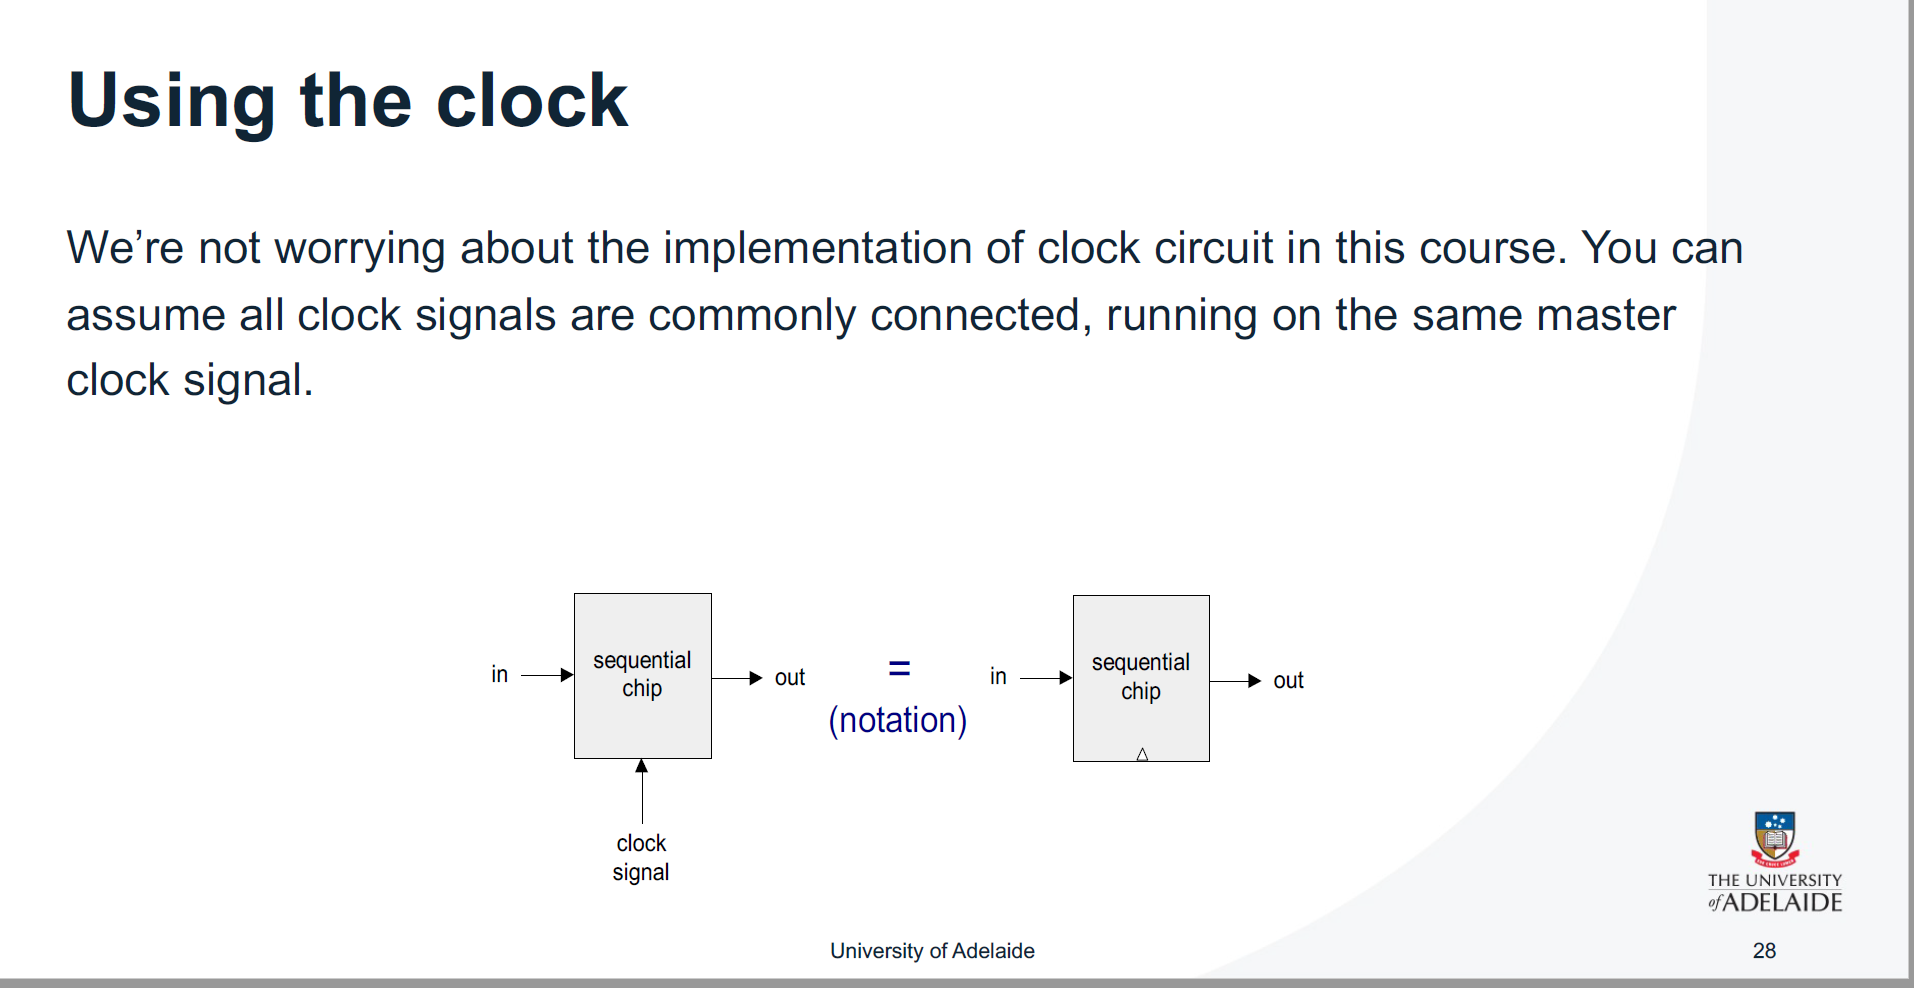 Using the clock
We’re not worrying about the implementation of clock circuit in this course. You can
assume all clock signals are commonly connected, running on the same master
clock signal.
in
sequential
chip
out
clock
signal
=
(notation)
in
sequential
chip
out
THE UNIVERSITY
of ADELAIDE
University of Adelaide
28